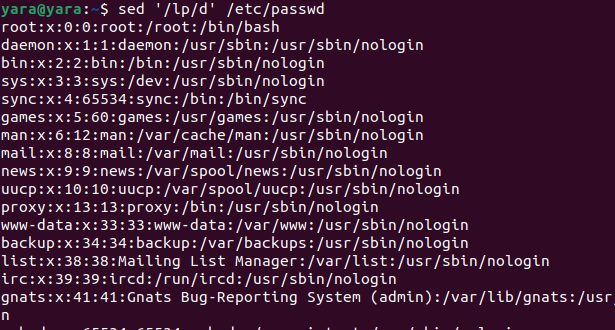 yara@yara:~$ sed '/lp/d' /etc/passwd
root:x:0:0:root:/root:/bin/bash
daemon:x:1:1:daemon:/usr/sbin:/usr/sbin/nologin
bin:x:2:2:bin:/bin:/usr/sbin/nologin
sys:x:3:3:sys:/dev:/usr/sbin/nologin
sync:x:4:65534:sync:/bin:/bin/sync
games:x:5:60:games:/usr/games:/usr/sbin/nologin
man:x:6:12:man:/var/cache/man:/usr/sbin/nologin
mail:x:8:8:mail:/var/mail:/usr/sbin/nologin
news:x:9:9:news:/var/spool/news:/usr/sbin/nologin
uucp:x:10:10:uucp:/var/spool/uucp:/usr/sbin/nologin
proxy:x:13:13:proxy:/bin:/usr/sbin/nologin
www-data:x:33:33:www-data:/var/www:/usr/sbin/nologin
backup:x:34:34:backup:/var/backups:/usr/sbin/nologin
list:x:38:38:Mailing List Manager:/var/list:/usr/sbin/nologin
irc:x:39:39:ircd:/run/ircd:/usr/sbin/nologin
gnats:x:41:41:Gnats Bug-Reporting System (admin):/var/lib/gnats:/usr
n